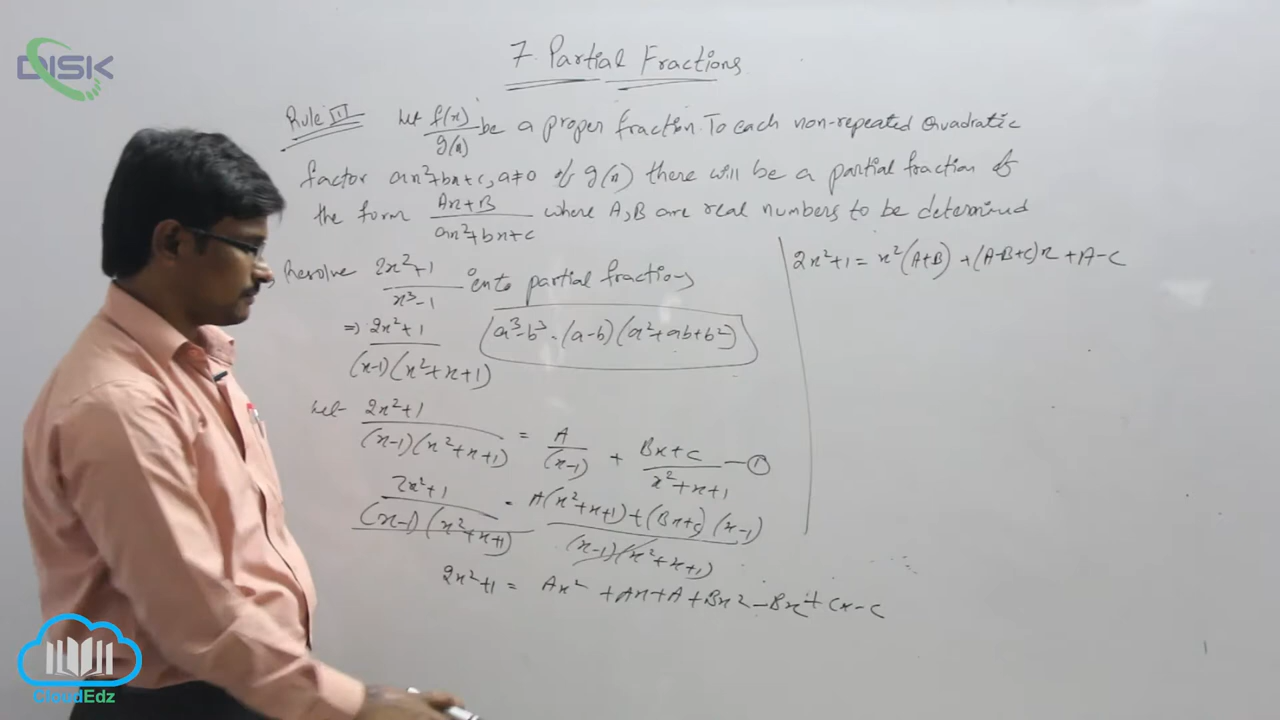 DISK
7. Partial Fractions
Rule III Let f(x)/g(x) be a proper fraction. To each non-repeated Quadratic
factor ax²+bx+c, a≠0 of g(x) there will be a partial fraction of
the form Ax+B/ax²+bx+c where A,B are real numbers to be determined
Resolve 2x²+1/x³-1 into partial fractions
⇒ 2x²+1/(x-1)(x²+x+1)
a³-b³ = (a-b)(a²+ab+b²)
Let 2x²+1/(x-1)(x²+x+1) = A/(x-1) + Bx+C/x²+x+1 —①
2x²+1/(x-1)(x²+x+1) = A(x²+x+1)+(Bx+c)(x-1)/(x-1)(x²+x+1)
2x²+1 = Ax²+Ax+A+Bx²-Bx+Cx-C
2x²+1 = x²(A+B)+(A-B+C)x+A-C
CloudEdz